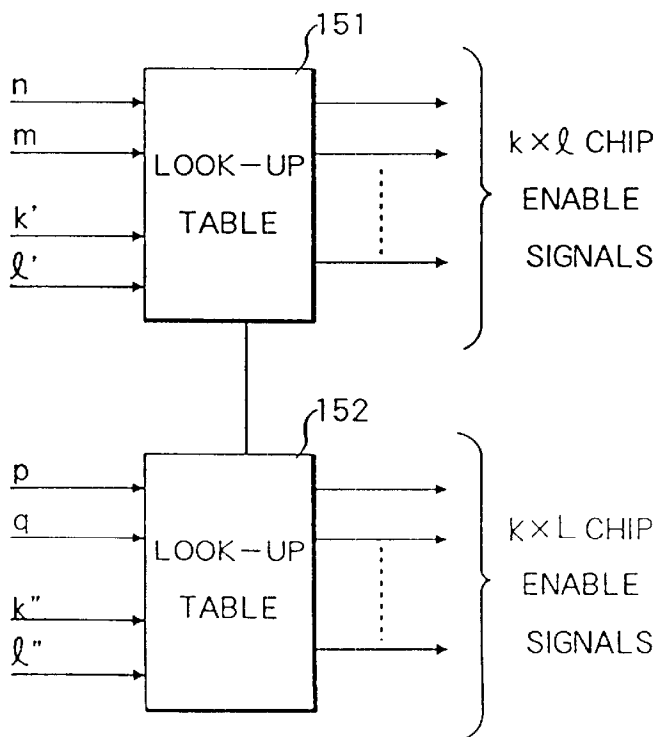 151
n
m
k'
ℓ'
LOOK-UP
TABLE
k×ℓ CHIP
ENABLE
SIGNALS
152
p
q
k"
ℓ"
LOOK-UP
TABLE
k×L CHIP
ENABLE
SIGNALS